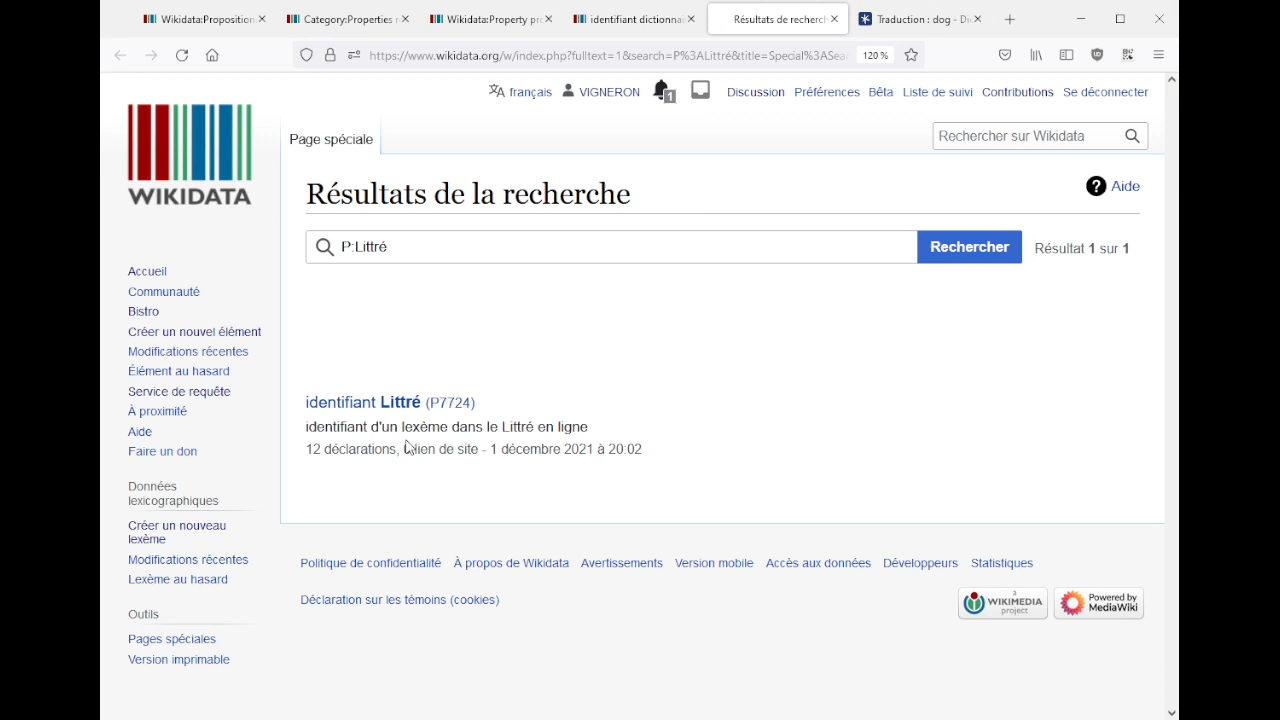 Wikidata:Proposition
Category:Properties
Wikidata:Property pr
identifiant dictionnai
Résultats de recherch
Traduction : dog - Di
https://www.wikidata.org/w/index.php?fulltext=1&search=P%3ALittré&title=Special%3ASea
120 %
français
VIGNERON
1
Discussion
Préférences
Bêta
Liste de suivi
Contributions
Se déconnecter
WIKIDATA
Page spéciale
Rechercher sur Wikidata
Résultats de la recherche
Aide
P:Littré
Rechercher
Résultat 1 sur 1
Accueil
Communauté
Bistro
Créer un nouvel élément
Modifications récentes
Élément au hasard
Service de requête
À proximité
Aide
Faire un don
Données
lexicographiques
Créer un nouveau
lexème
Modifications récentes
Lexème au hasard
Outils
Pages spéciales
Version imprimable
identifiant Littré (P7724)
identifiant d'un lexème dans le Littré en ligne
12 déclarations, lien de site - 1 décembre 2021 à 20:02
Politique de confidentialité
À propos de Wikidata
Avertissements
Version mobile
Accès aux données
Développeurs
Statistiques
Déclaration sur les témoins (cookies)
a
WIKIMEDIA
project
Powered by
MediaWiki